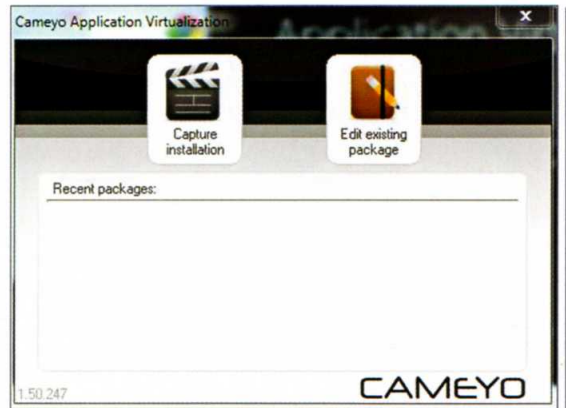 Cameyo Application Virtualization
x
Capture
installation
Edit existing
package
Recent packages:
1.50.247
CAMEYO